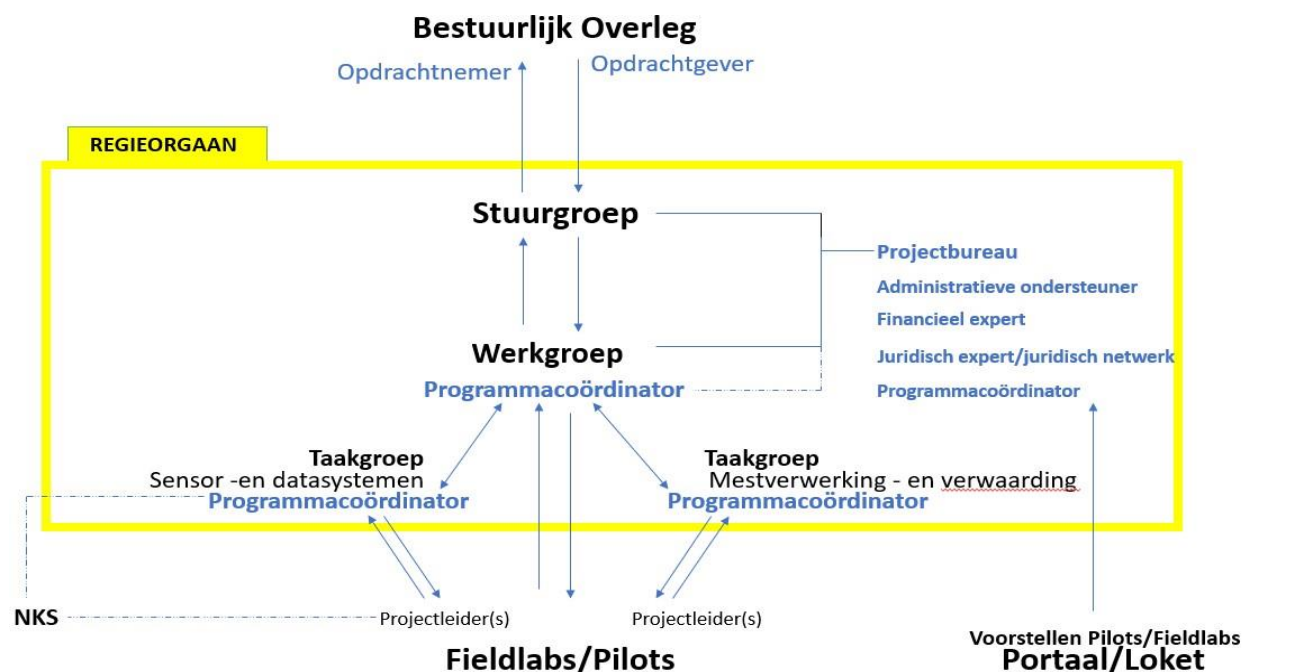 Bestuurlijk Overleg
Opdrachtnemer
Opdrachtgever
REGIEORGAAN
Stuurgroep
Projectbureau
Administratieve ondersteuner
Financieel expert
Werkgroep
Juridisch expert/juridisch netwerk
Programmacoördinator
Programmacoördinator
Taakgroep
Sensor -en datasystemen
Programmacoördinator
Taakgroep
Mestverwerking - en verwaarding
Programmacoördinator
NKS
Projectleider(s)
Projectleider(s)
Fieldlabs/Pilots
Voorstellen Pilots/Fieldlabs
Portaal/Loket